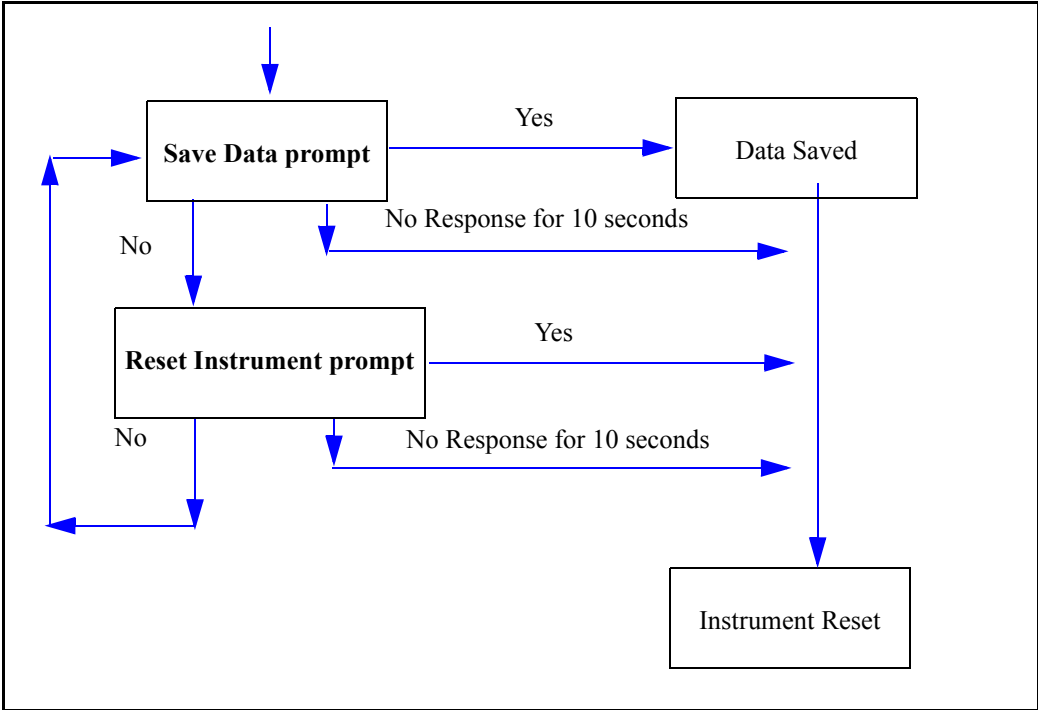 Yes
Save Data prompt
Data Saved
No Response for 10 seconds
No
Yes
Reset Instrument prompt
No
No Response for 10 seconds
Instrument Reset